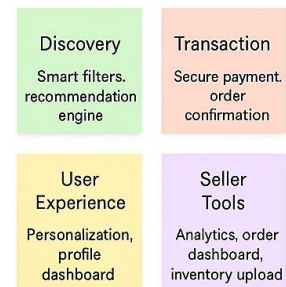 Discovery
Smart filters.
recommendation
engine
Transaction
Secure payment.
order
confirmation
User
Experience
Personalization,
profile
dashboard
Seller
Tools
Analytics, order
dashboard,
inventory upload